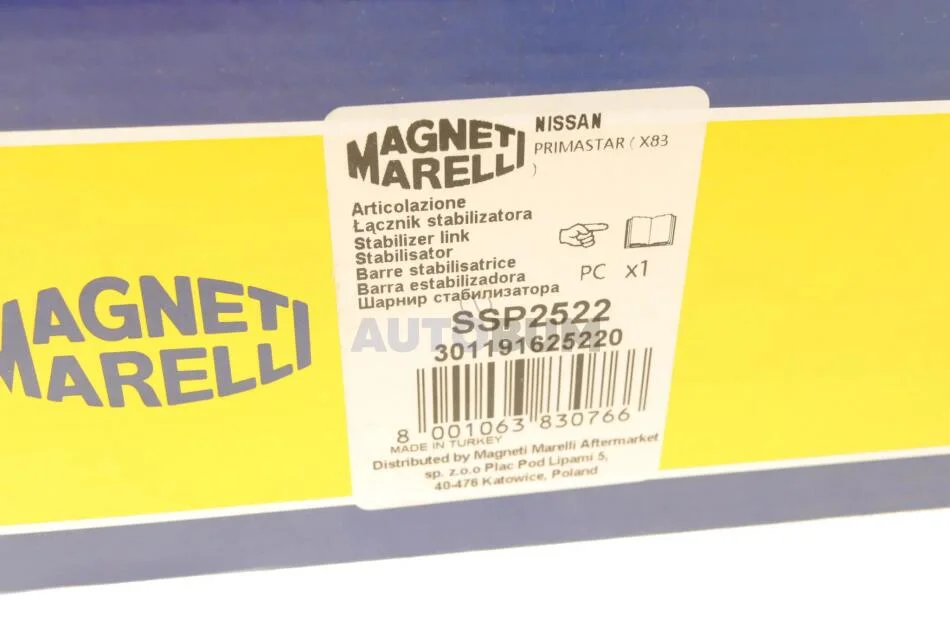 MAGNETI
MARELLI
NISSAN
PRIMASTAR ( X83
)
Articolazione
Łącznik stabilizatora
Stabilizer link
Stabilisator
Barre stabilisatrice
Barra estabilizadora
Шарнир стабилизатора
PC x1
SSP2522
AUTOBUM
301191625220
8 001063 830766
MADE IN TURKEY
Distributed by Magneti Marelli Aftermarket
sp. z.o.o Plac Pod Lipami 5,
40-476 Katowice, Poland
MAGNETI
MARELLI